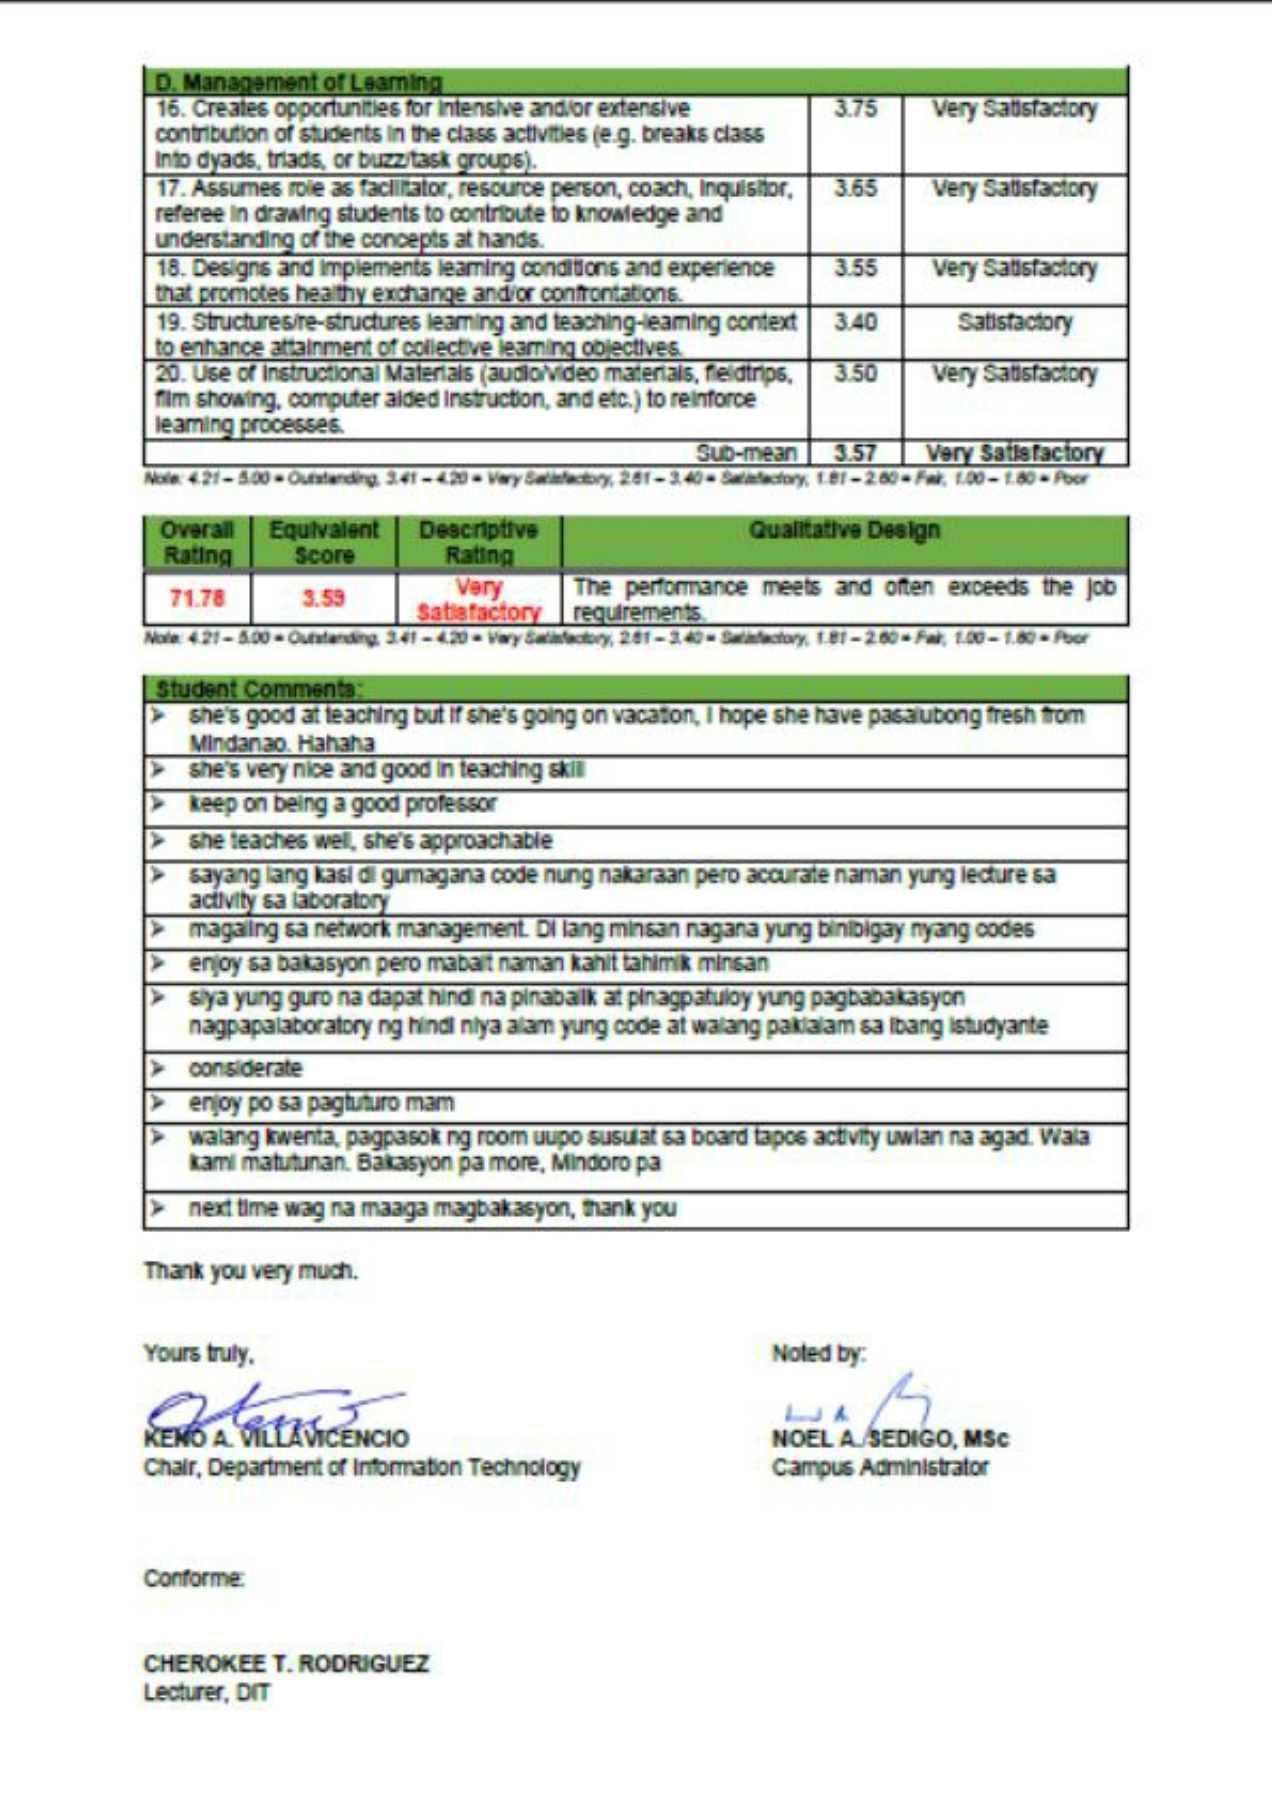 D. Management of Learning
16. Creates opportunities for intensive and/or extensive
contribution of students in the class activities (e.g. breaks class
into dyads, triads, or buzz/task groups).
3.75
Very Satisfactory
17. Assumes role as facilitator, resource person, coach, inquisitor,
referee in drawing students to contribute to knowledge and
understanding of the concepts at hands.
3.65
Very Satisfactory
18. Designs and implements learning conditions and experience
that promotes healthy exchange and/or confrontations.
3.55
Very Satisfactory
19. Structures/re-structures learning and teaching-learning context
to enhance attainment of collective learning objectives.
3.40
Satisfactory
20. Use of Instructional Materials (audio/video materials, fieldtrips,
film showing, computer aided instruction, and etc.) to reinforce
learning processes.
3.50
Very Satisfactory
Sub-mean
3.57
Very Satisfactory
Note: 4.21 – 5.00 = Outstanding, 3.41 – 4.20 = Very Satisfactory, 2.61 – 3.40 = Satisfactory, 1.81 – 2.60 = Fair, 1.00 – 1.80 = Poor
Overall
Rating
Equivalent
Score
Descriptive
Rating
Qualitative Design
71.78
3.59
Very
Satisfactory
The performance meets and often exceeds the job
requirements.
Note: 4.21 – 5.00 = Outstanding, 3.41 – 4.20 = Very Satisfactory, 2.61 – 3.40 = Satisfactory, 1.81 – 2.60 = Fair, 1.00 – 1.80 = Poor
Student Comments:
➢ she's good at teaching but if she's going on vacation, I hope she have pasalubong fresh from
Mindanao. Hahaha
➢ she's very nice and good in teaching skill
➢ keep on being a good professor
➢ she teaches well, she's approachable
➢ sayang lang kasi di gumagana code nung nakaraan pero accurate naman yung lecture sa
activity sa laboratory
➢ magaling sa network management. Di lang minsan nagana yung binibigay nyang codes
➢ enjoy sa bakasyon pero mabait naman kahit tahimik minsan
➢ siya yung guro na dapat hindi na pinabalik at pinagpatuloy yung pagbabakasyon
nagpapalaboratory ng hindi niya alam yung code at walang pakialam sa ibang istudyante
➢ considerate
➢ enjoy po sa pagtuturo mam
➢ walang kwenta, pagpasok ng room uupo susulat sa board tapos activity uwian na agad. Wala
kami matutunan. Bakasyon pa more, Mindoro pa
➢ next time wag na maaga magbakasyon, thank you
Thank you very much.
Yours truly,
Noted by:
KENO A. VILLAVICENCIO
Chair, Department of Information Technology
NOEL A. SEDIGO, MSc
Campus Administrator
Conforme:
CHEROKEE T. RODRIGUEZ
Lecturer, DIT